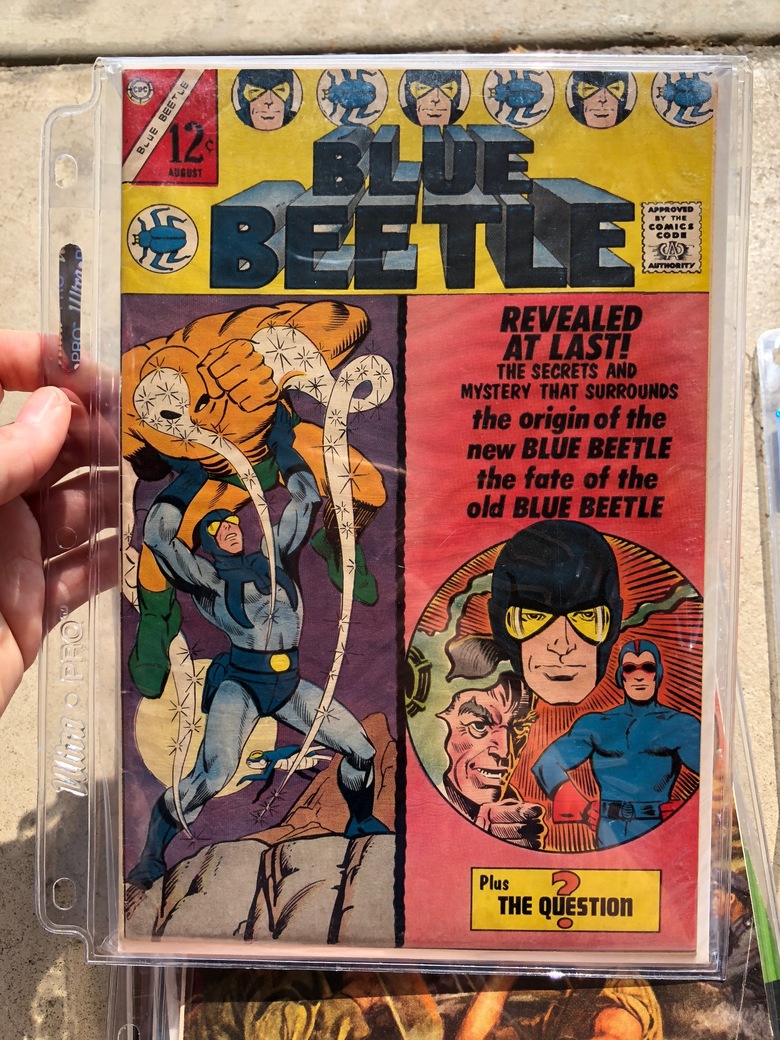 CDC
BLUE BEETLE
12¢
AUGUST
BLUE
BEETLE
APPROVED
BY THE
COMICS
CODE
AUTHORITY
REVEALED
AT LAST!
THE SECRETS AND
MYSTERY THAT SURROUNDS
the origin of the
new BLUE BEETLE
the fate of the
old BLUE BEETLE
Plus
?
THE QUESTION
Ultra PRO